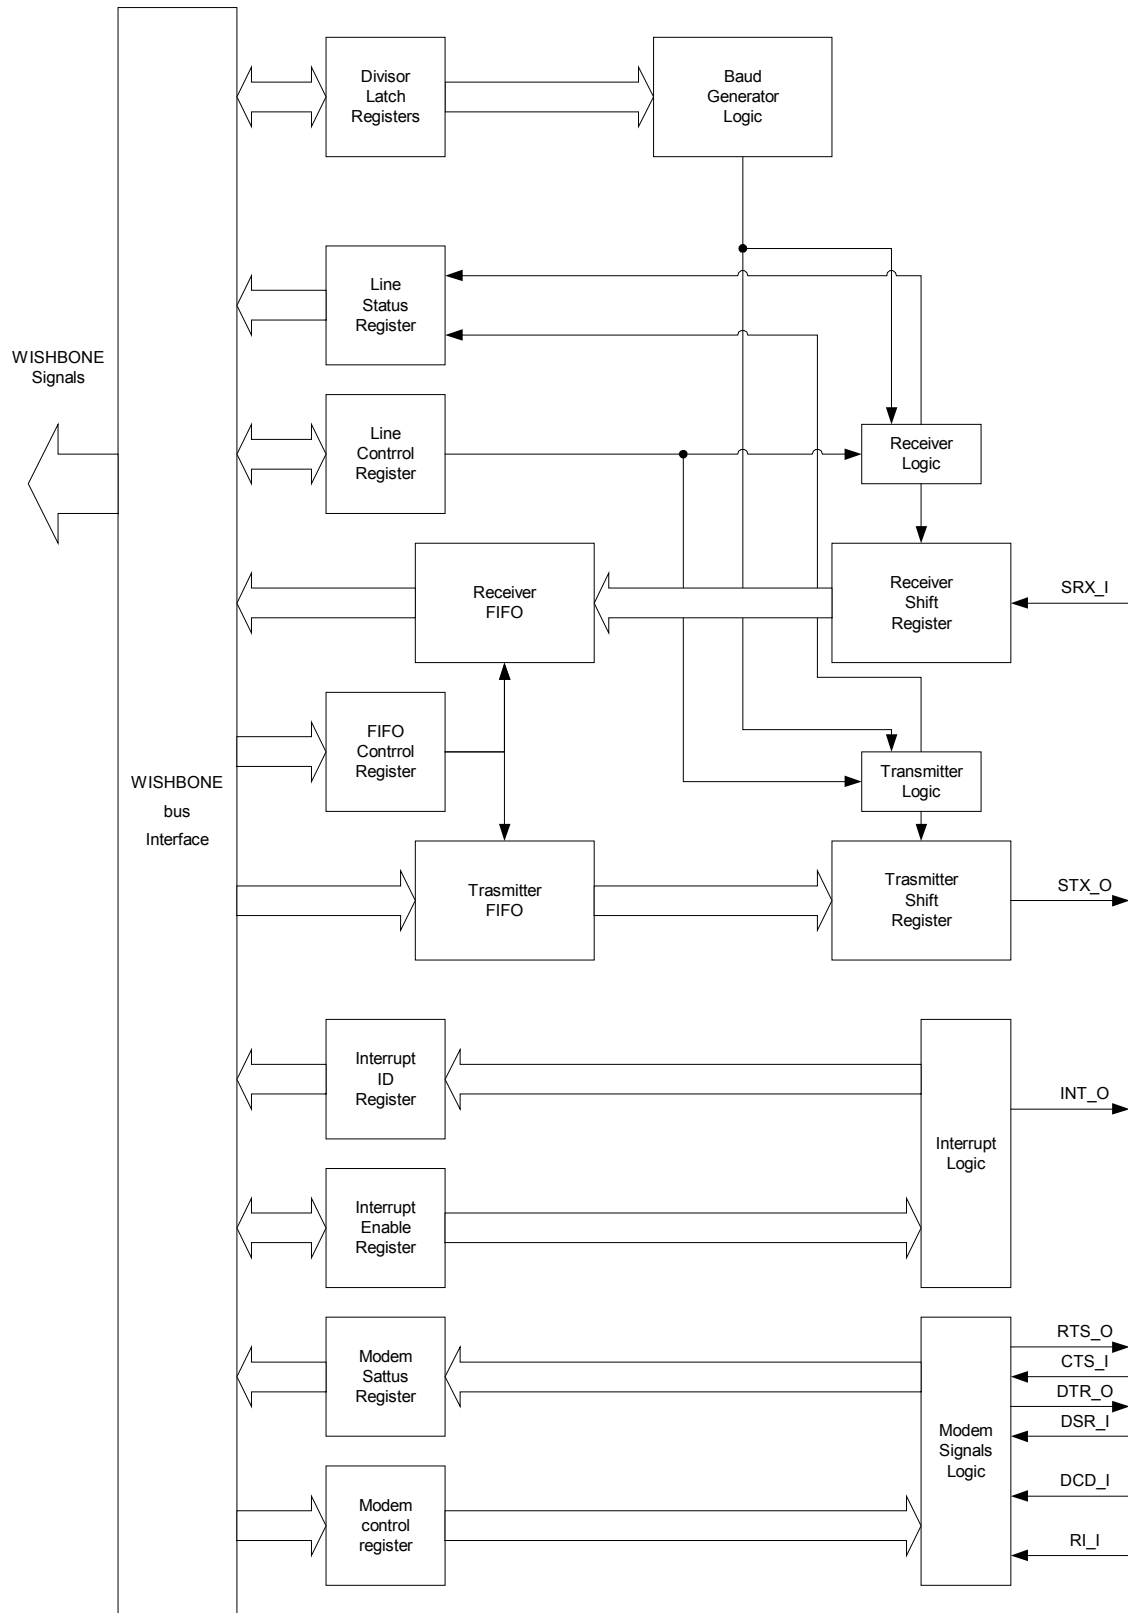 Divisor
Latch
Registers
Baud
Generator
Logic
Line
Status
Register
WISHBONE
Signals
Line
Contrrol
Register
Receiver
Logic
Receiver
FIFO
Receiver
Shift
Register
SRX_I
FIFO
Contrrol
Register
WISHBONE
bus
Interface
Transmitter
Logic
Trasmitter
FIFO
Trasmitter
Shift
Register
STX_O
Interrupt
ID
Register
INT_O
Interrupt
Logic
Interrupt
Enable
Register
Modem
Sattus
Register
RTS_O
CTS_I
DTR_O
DSR_I
Modem
Signals
Logic
DCD_I
RI_I
Modem
control
register